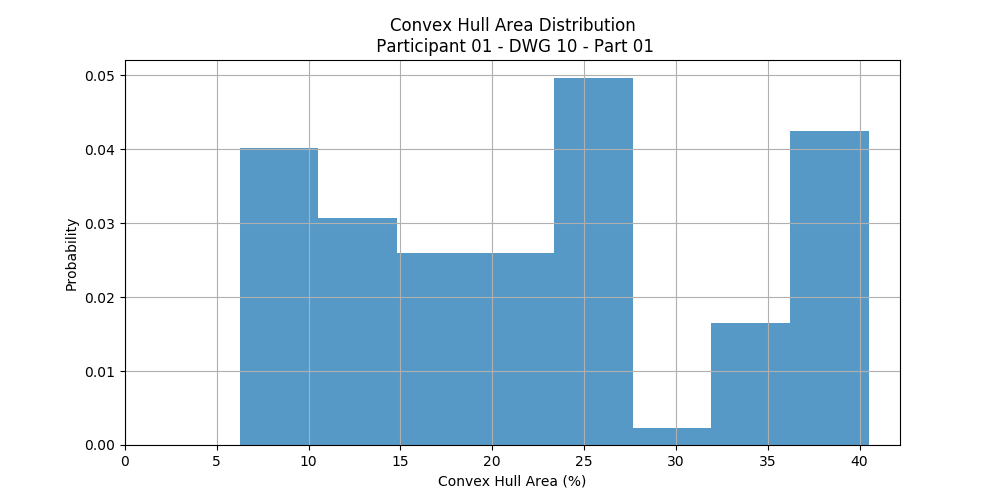 Convex Hull Area Distribution
Participant 01 - DWG 10 - Part 01
0.05
0.04
0.03
0.02
0.01
0.00
Probability
0 5 10 15 20 25 30 35 40
Convex Hull Area (%)